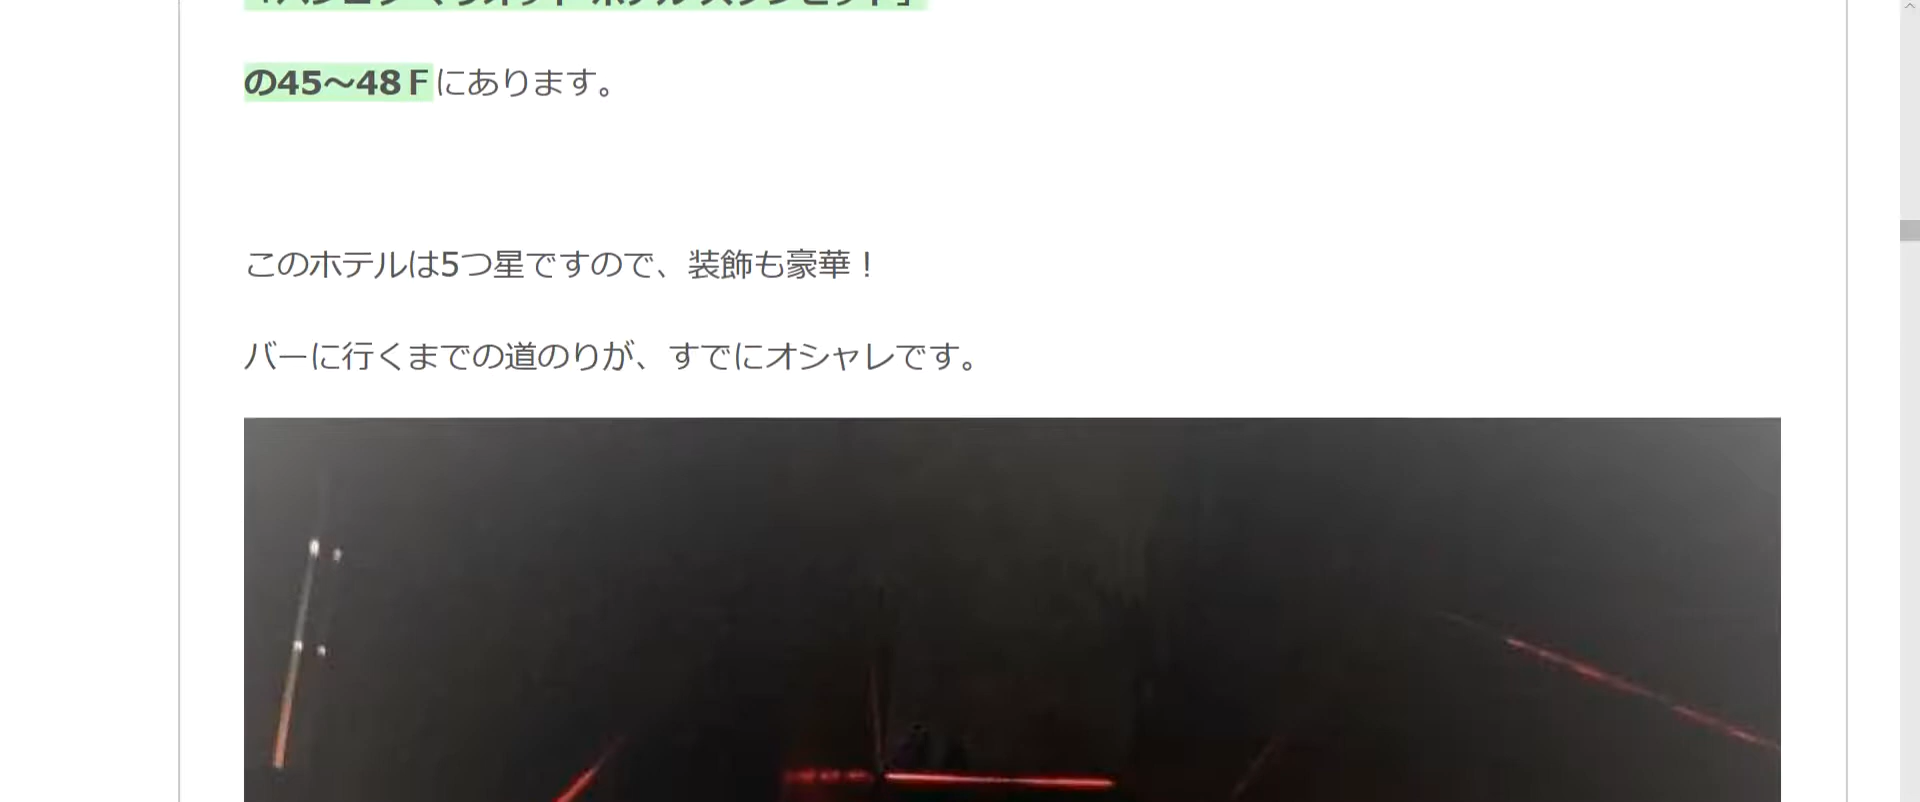 の45～48Ｆにあります。
このホテルは5つ星ですので、装飾も豪華！
バーに行くまでの道のりが、すでにオシャレです。